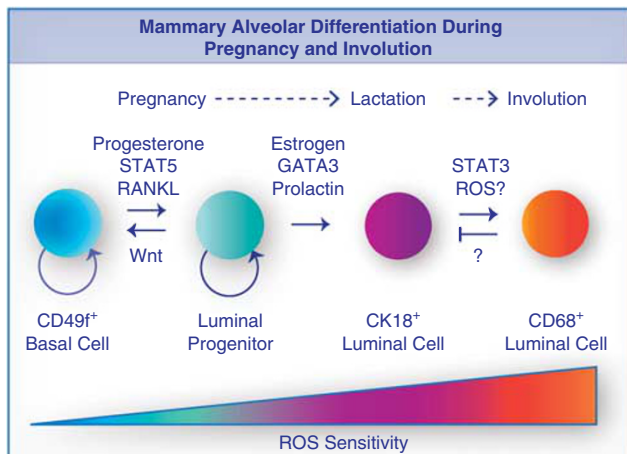 Mammary Alveolar Differentiation During
Pregnancy and Involution
Pregnancy Lactation Involution
Progesterone
STAT5
RANKL
Wnt
Estrogen
GATA3
Prolactin
STAT3
ROS?
?
CD49f⁺
Basal Cell
Luminal
Progenitor
CK18⁺
Luminal Cell
CD68⁺
Luminal Cell
ROS Sensitivity